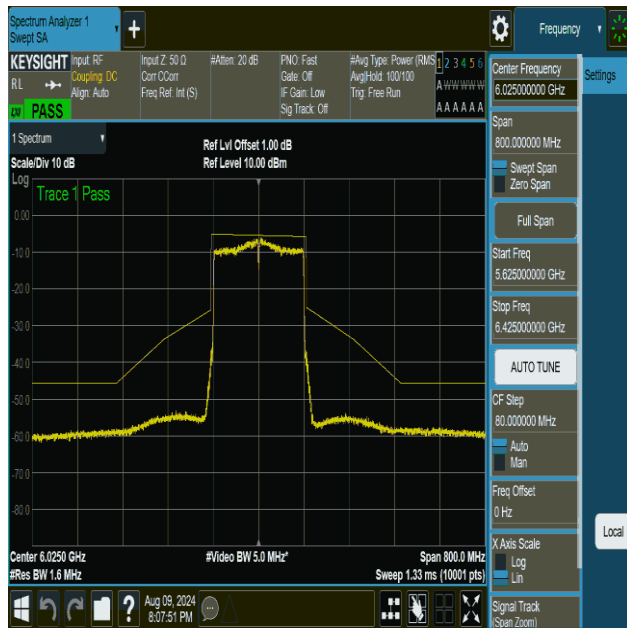 Spectrum Analyzer 1
Swept SA
+
Frequency
KEYSIGHT
RL
PASS
Input: RF
Coupling: DC
Align: Auto
Input Z: 50 Ω
Corr CCorr
Freq Ref: Int (S)
#Atten: 20 dB
PNO: Fast
Gate: Off
IF Gain: Low
Sig Track: Off
#Avg Type: Power (RMS
Avg|Hold: 100/100
Trig: Free Run
1 2 3 4 5 6
A W W W W W
A A A A A A
1 Spectrum
Scale/Div 10 dB
Ref Lvl Offset 1.00 dB
Ref Level 10.00 dBm
Log
Trace 1 Pass
0.00
-10.0
-20.0
-30.0
-40.0
-50.0
-60.0
-70.0
-80.0
Center 6.0250 GHz
#Res BW 1.6 MHz
#Video BW 5.0 MHz*
Span 800.0 MHz
Sweep 1.33 ms (10001 pts)
Aug 09, 2024
8:07:51 PM
?
Center Frequency
6.025000000 GHz
Span
800.000000 MHz
Swept Span
Zero Span
Full Span
Start Freq
5.625000000 GHz
Stop Freq
6.425000000 GHz
AUTO TUNE
CF Step
80.000000 MHz
Auto
Man
Freq Offset
0 Hz
X Axis Scale
Log
Lin
Signal Track
(Span Zoom)
Settings
Local